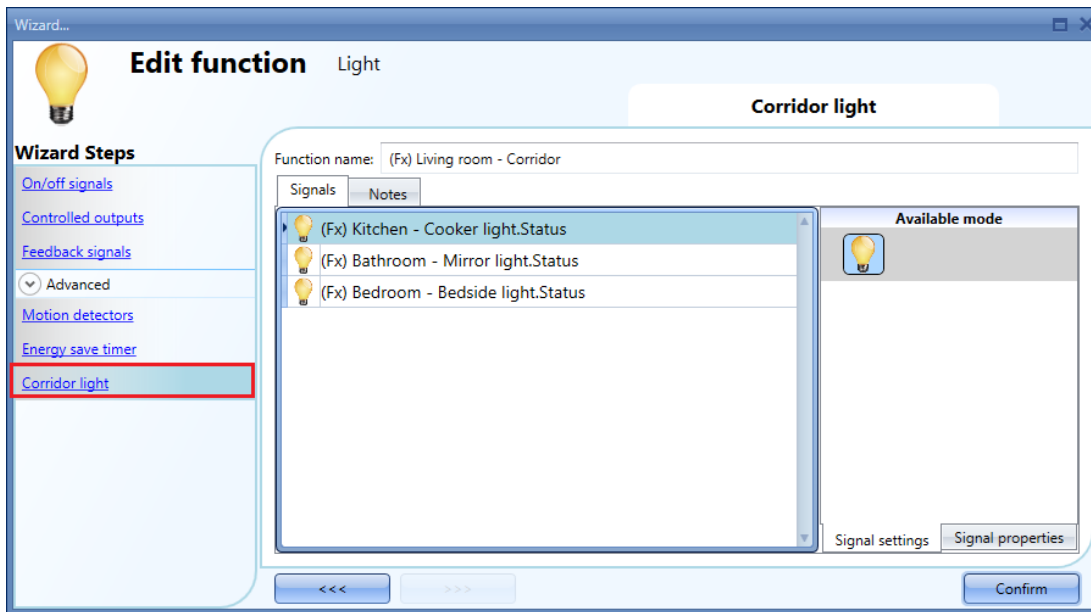 Wizard...
Edit function Light
Corridor light
Wizard Steps
On/off signals
Controlled outputs
Feedback signals
Advanced
Motion detectors
Energy save timer
Corridor light
Function name: (Fx) Living room - Corridor
Signals Notes
(Fx) Kitchen - Cooker light.Status
(Fx) Bathroom - Mirror light.Status
(Fx) Bedroom - Bedside light.Status
Available mode
Signal settings Signal properties
<<< >>> Confirm